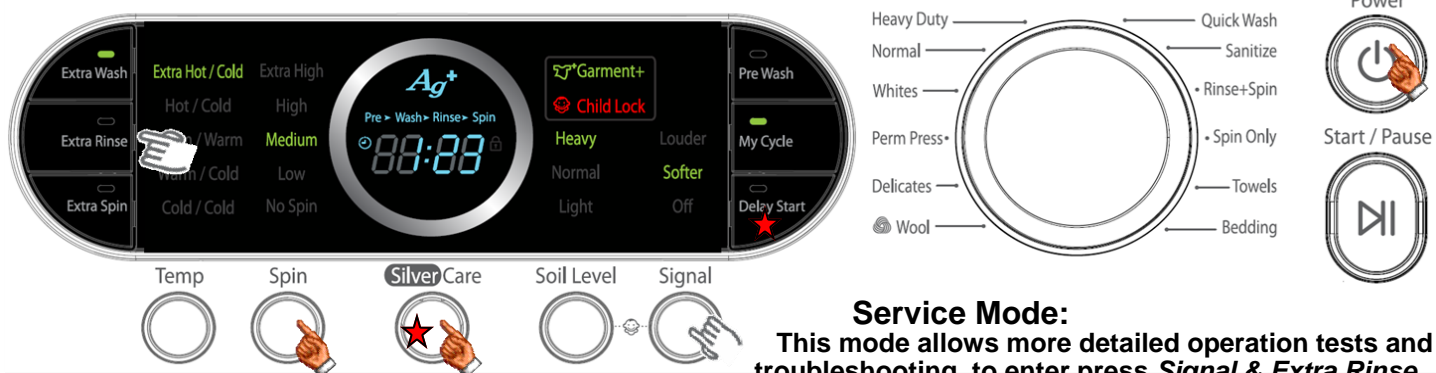 Extra Wash
Extra Rinse
Extra Spin
Extra Hot / Cold
Hot / Cold
/ Warm
Warm / Cold
Cold / Cold
Extra High
High
Medium
Low
No Spin
Ag+
Pre ▸ Wash ▸ Rinse ▸ Spin
1:23
Garment+
Child Lock
Heavy
Normal
Light
Louder
Softer
Off
Pre Wash
My Cycle
Delay Start
Temp
Spin
Silver Care
Soil Level
Signal
Heavy Duty
Normal
Whites
Perm Press
Delicates
Wool
Quick Wash
Sanitize
Rinse+Spin
Spin Only
Towels
Bedding
Power
Start / Pause
Service Mode:
This mode allows more detailed operation tests and
troubleshooting, to enter press Signal & Extra Rinse